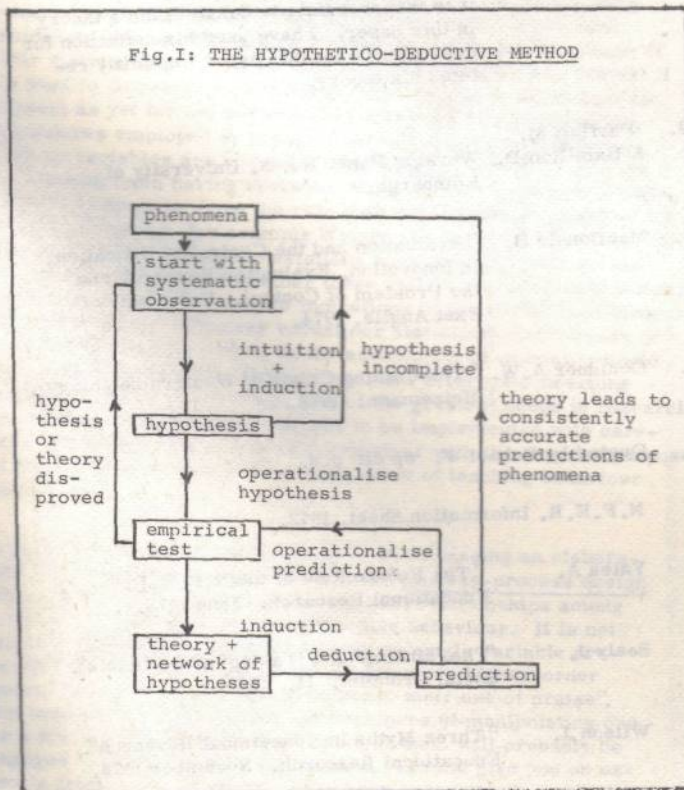 Fig.I: THE HYPOTHETICO-DEDUCTIVE METHOD
phenomena
start with
systematic
observation
intuition
+
induction
hypothesis
incomplete
hypo-
thesis
or
theory
dis-
proved
hypothesis
theory leads to
consistently
accurate
predictions of
phenomena
operationalise
hypothesis
empirical
test
operationalise
prediction
induction
theory +
network of
hypotheses
deduction
prediction